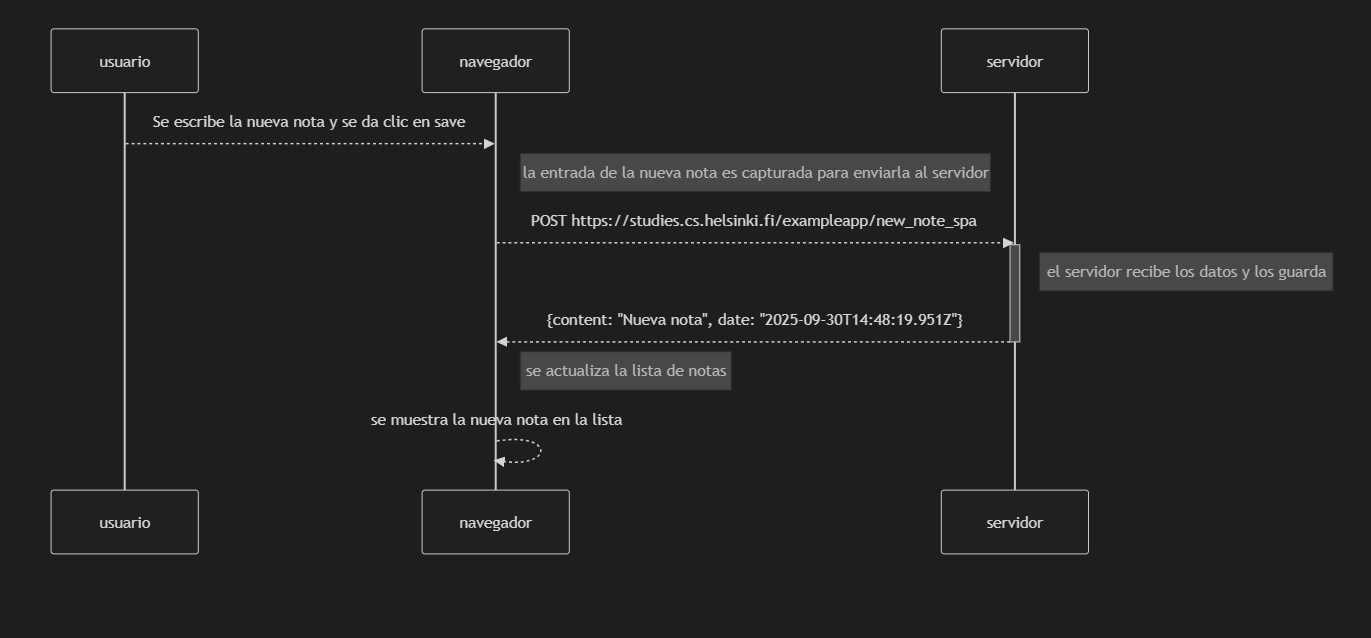 usuario
navegador
servidor
Se escribe la nueva nota y se da clic en save
la entrada de la nueva nota es capturada para enviarla al servidor
POST https://studies.cs.helsinki.fi/exampleapp/new_note_spa
el servidor recibe los datos y los guarda
{content: "Nueva nota", date: "2025-09-30T14:48:19.951Z"}
se actualiza la lista de notas
se muestra la nueva nota en la lista
usuario
navegador
servidor